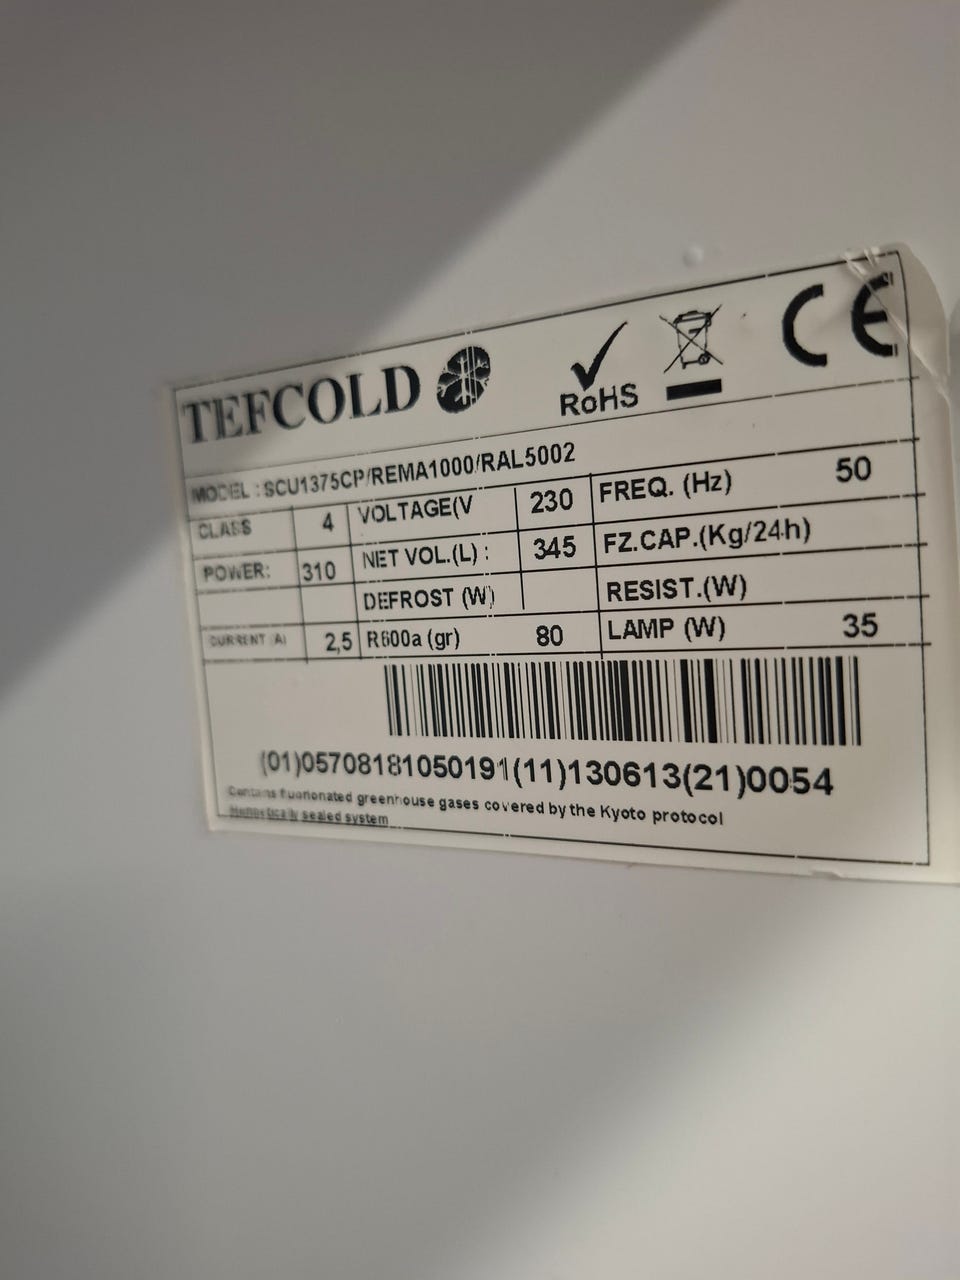 TEFCOLD
RoHS
CE
MODEL : SCU1375CP/REMA1000/RAL5002
CLASS 4 VOLTAGE(V 230 FREQ. (Hz) 50
POWER: 310 NET VOL.(L) : 345 FZ.CAP.(Kg/24h)
DEFROST (W) RESIST.(W)
CURRENT (A) 2,5 R600a (gr) 80 LAMP (W) 35
(01)05708181050191(11)130613(21)0054
Contains fluorionated greenhouse gases covered by the Kyoto protocol
Hermetically sealed system